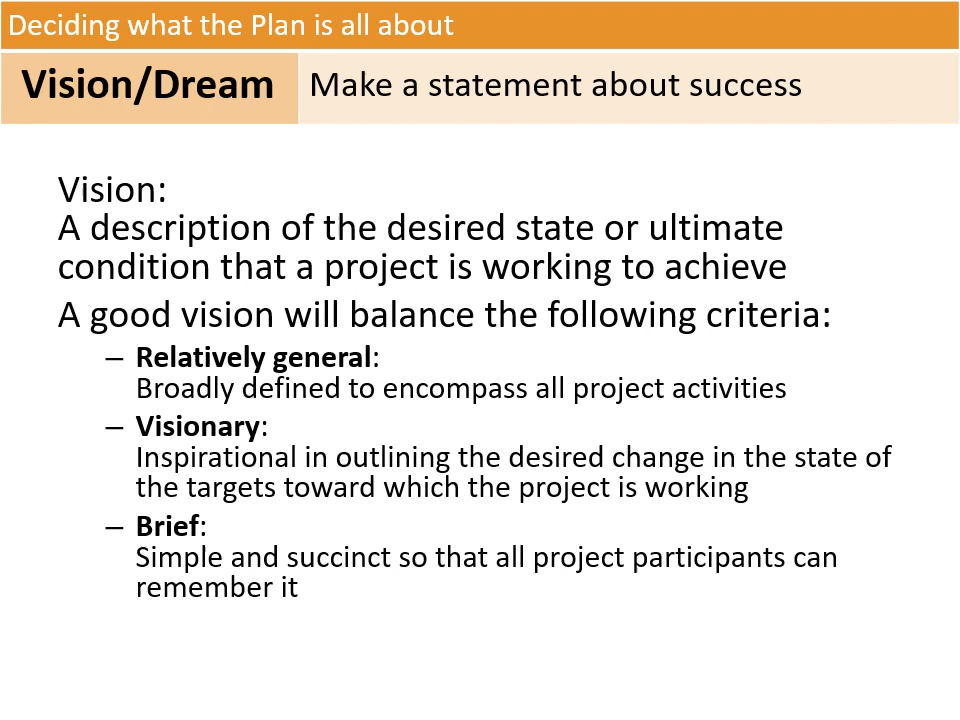 Deciding what the Plan is all about
Vision/Dream
Make a statement about success
Vision:
A description of the desired state or ultimate
condition that a project is working to achieve
A good vision will balance the following criteria:
– Relatively general:
Broadly defined to encompass all project activities
– Visionary:
Inspirational in outlining the desired change in the state of
the targets toward which the project is working
– Brief:
Simple and succinct so that all project participants can
remember it